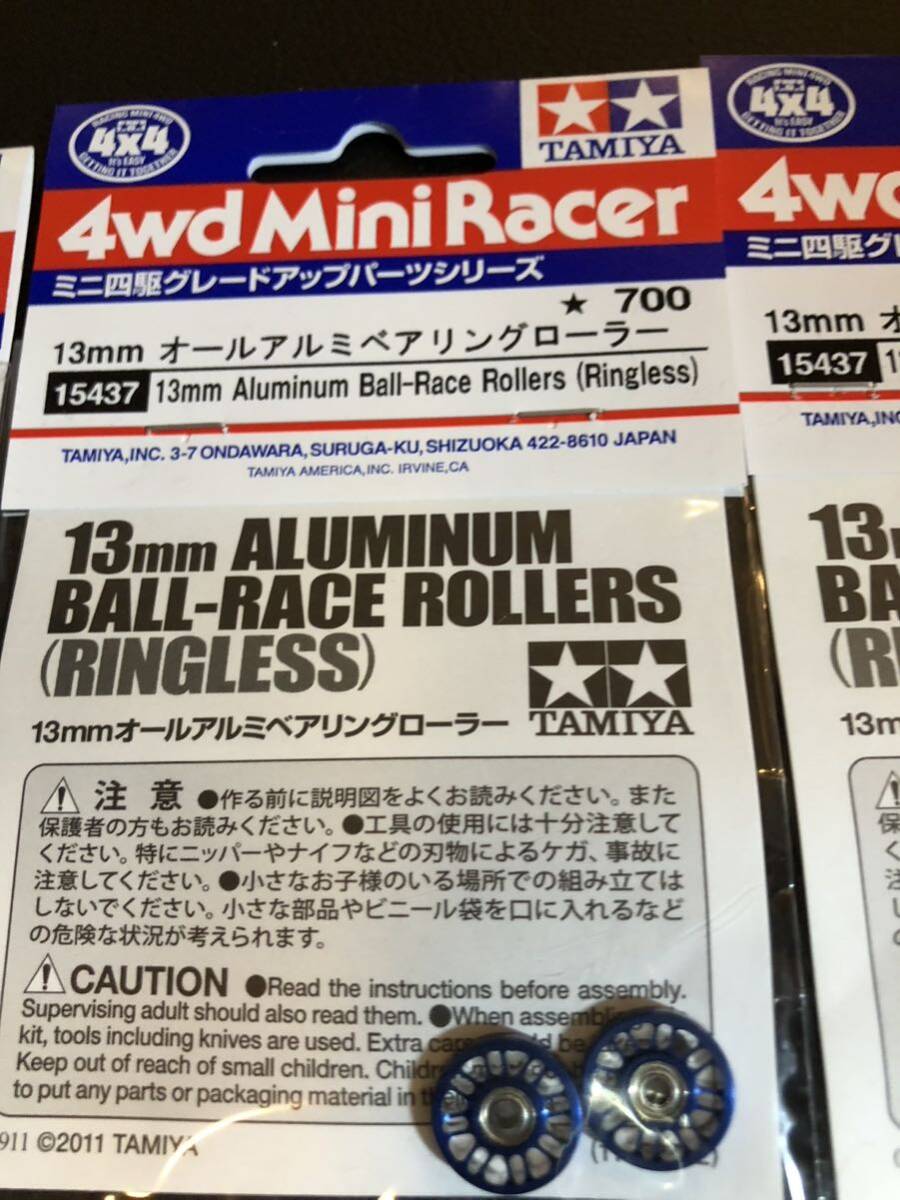 RACING MINI 4WD
4x4
It's EASY
GETTING IT TOGETHER
TAMIYA
4wd Mini Racer
ミニ四駆グレードアップパーツシリーズ
★ 700
13mm オールアルミベアリングローラー
15437 13mm Aluminum Ball-Race Rollers (Ringless)
TAMIYA,INC. 3-7 ONDAWARA, SURUGA-KU, SHIZUOKA 422-8610 JAPAN
TAMIYA AMERICA,INC. IRVINE,CA
13mm ALUMINUM
BALL-RACE ROLLERS
(RINGLESS)
13mmオールアルミベアリングローラー
TAMIYA
注意 ●作る前に説明図をよくお読みください。また
保護者の方もお読みください。●工具の使用には十分注意して
ください。特にニッパーやナイフなどの刃物によるケガ、事故に
注意してください。●小さなお子様のいる場所での組み立ては
しないでください。小さな部品やビニール袋を口に入れるなど
の危険な状況が考えられます。
CAUTION ●Read the instructions before assembly.
Supervising adult should also read them. ●When
kit, tools including knives are used. Extra
Keep out of reach of small children.
to put any parts or packaging material in
911 ©2011 TAMIYA
RACING MINI 4WD
4x4
It's EASY
GETTING IT TOGETHER
4w
ミニ四駆グ
13mm オ
15437
TAMIYA,INC
13
BA
(R
13m